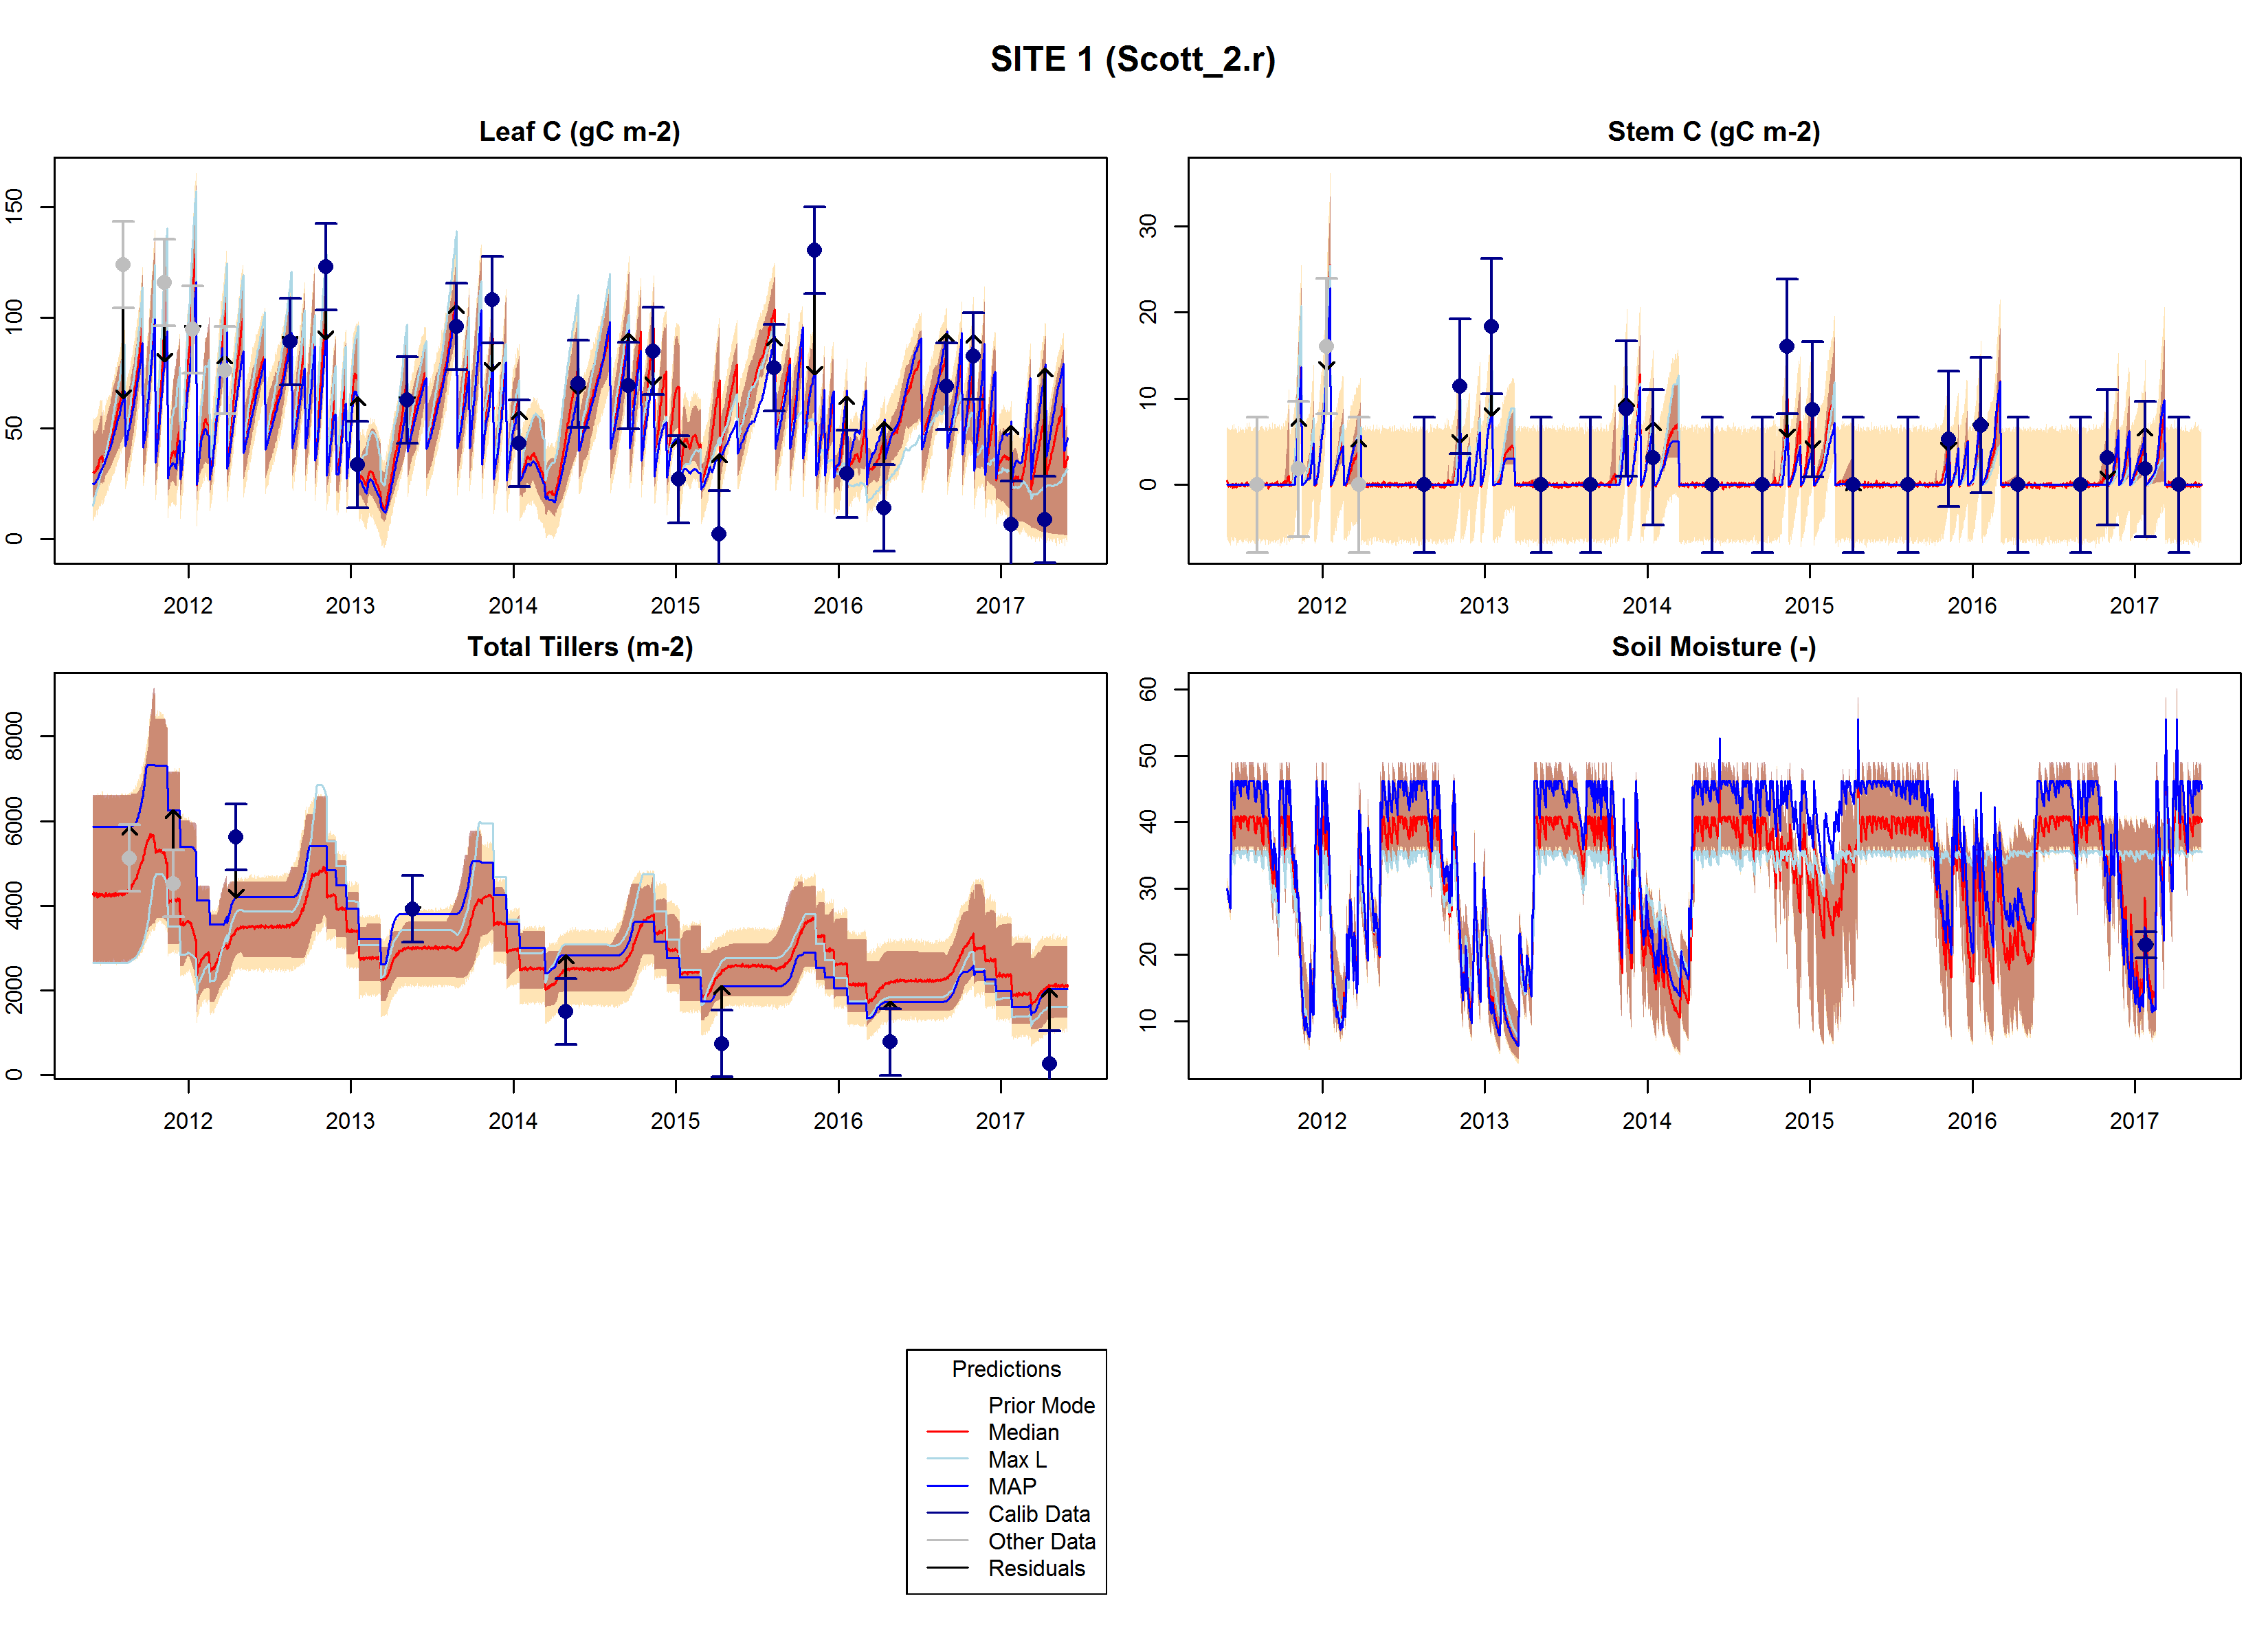 SITE 1 (Scott_2.r)
Leaf C (gC m-2)
150
100
50
0
2012 2013 2014 2015 2016 2017
Stem C (gC m-2)
30
20
10
0
2012 2013 2014 2015 2016 2017
Total Tillers (m-2)
8000
6000
4000
2000
0
2012 2013 2014 2015 2016 2017
Soil Moisture (-)
60
50
40
30
20
10
2012 2013 2014 2015 2016 2017
Predictions
Prior Mode
Median
Max L
MAP
Calib Data
Other Data
Residuals